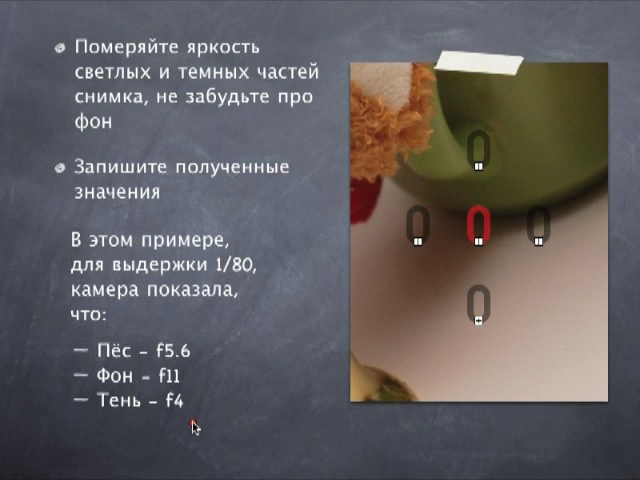 Померяйте яркость
светлых и темных частей
снимка, не забудьте про
фон
Запишите полученные
значения
В этом примере,
для выдержки 1/80,
камера показала,
что:
— Пёс - f5.6
— Фон - f11
— Тень - f4